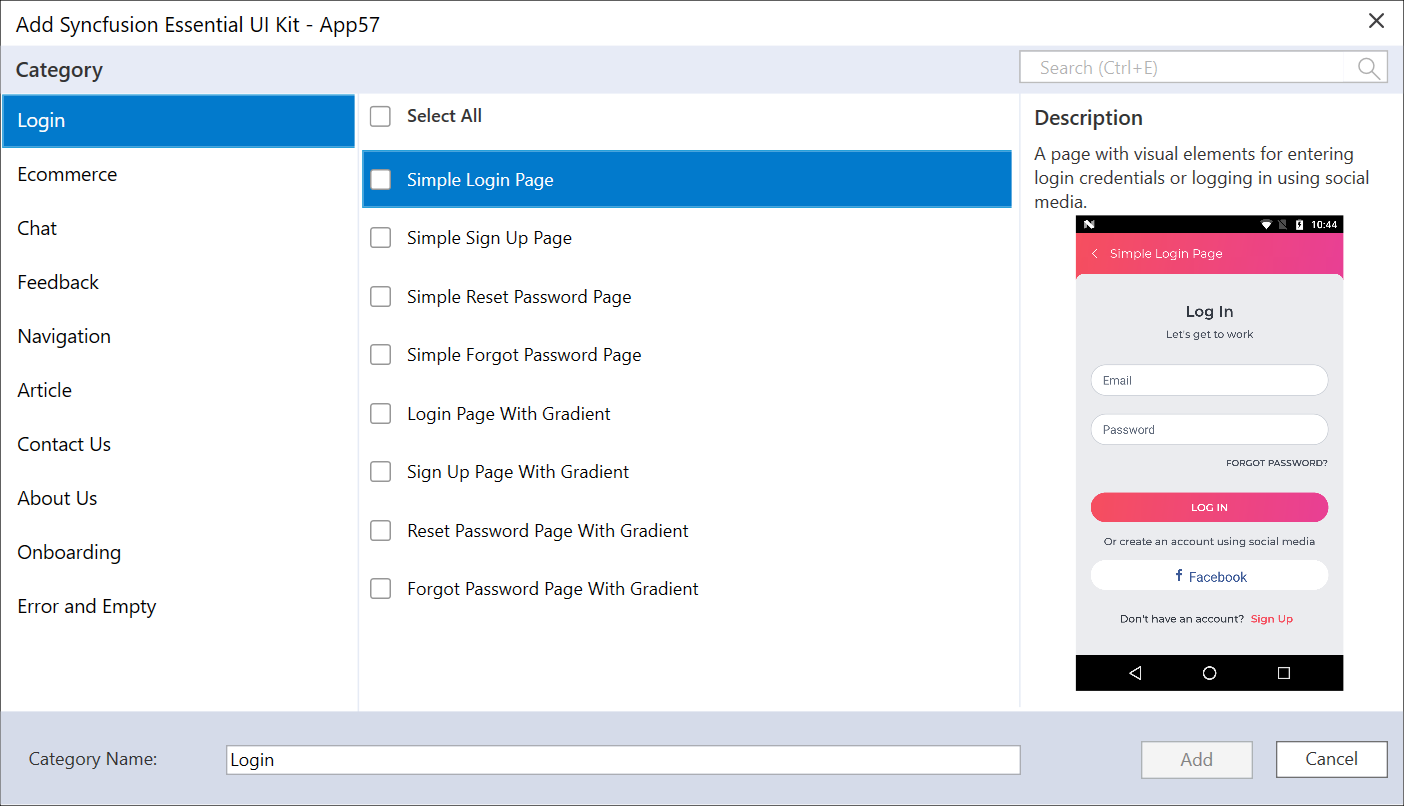 Add Syncfusion Essential UI Kit - App57
Category
Search (Ctrl+E)
Login
Ecommerce
Chat
Feedback
Navigation
Article
Contact Us
About Us
Onboarding
Error and Empty
Select All
Simple Login Page
Simple Sign Up Page
Simple Reset Password Page
Simple Forgot Password Page
Login Page With Gradient
Sign Up Page With Gradient
Reset Password Page With Gradient
Forgot Password Page With Gradient
Description
A page with visual elements for entering
login credentials or logging in using social
media.
10:44
Simple Login Page
Log In
Let's get to work
Email
Password
FORGOT PASSWORD?
LOG IN
Or create an account using social media
f Facebook
Don't have an account? Sign Up
Category Name:
Login
Add
Cancel